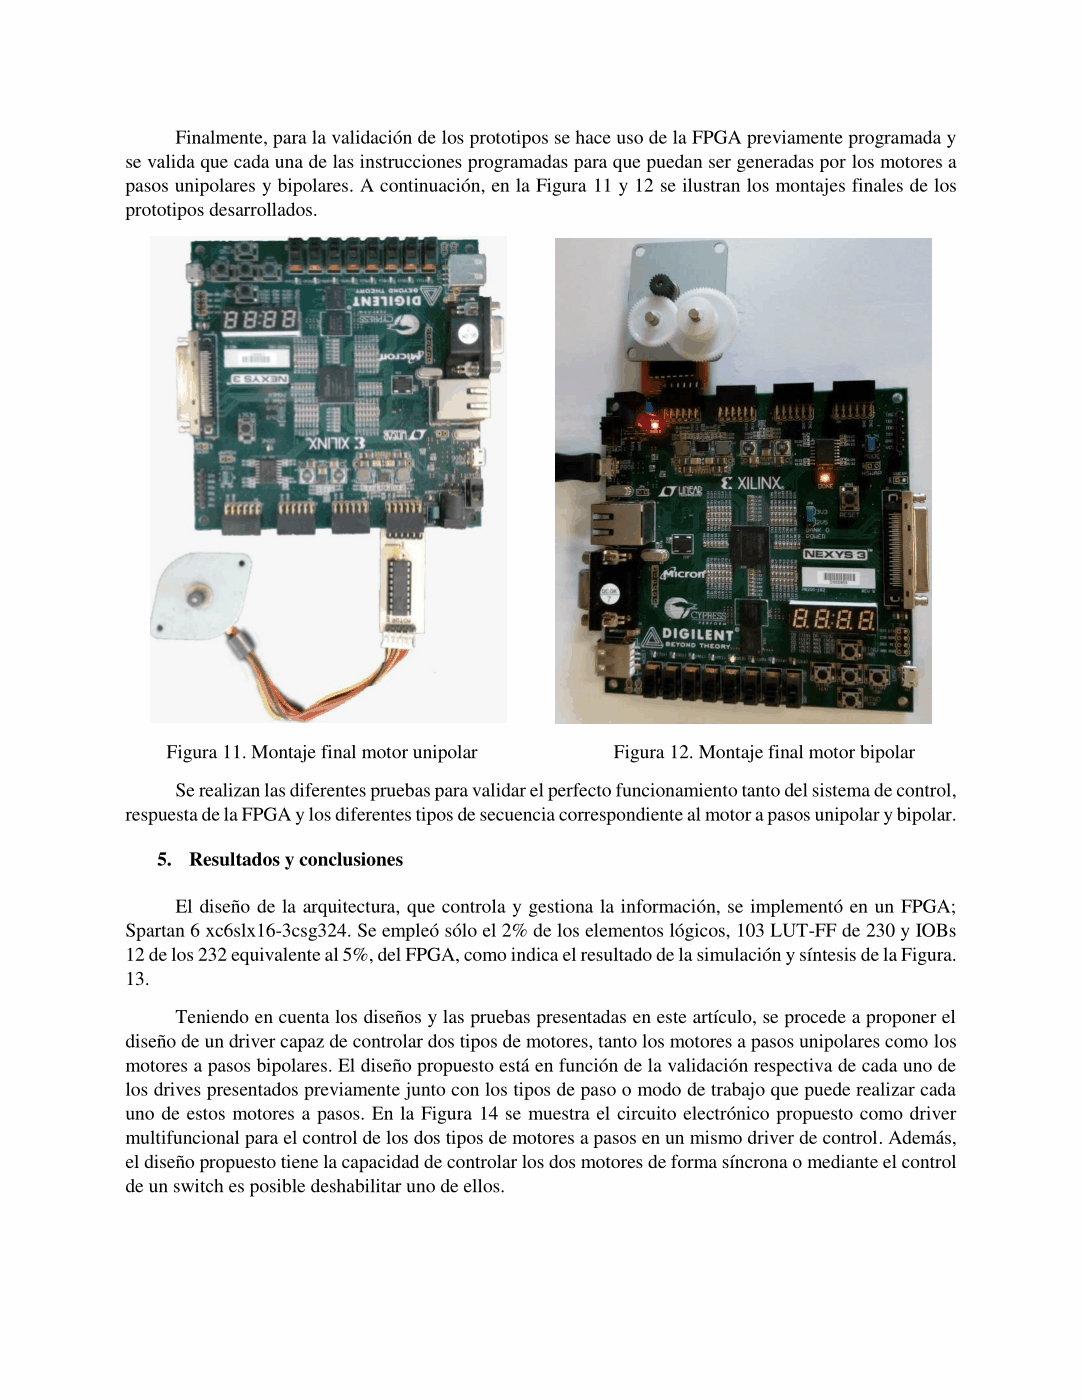 Finalmente, para la validación de los prototipos se hace uso de la FPGA previamente programada y
se valida que cada una de las instrucciones programadas para que puedan ser generadas por los motores a
pasos unipolares y bipolares. A continuación, en la Figura 11 y 12 se ilustran los montajes finales de los
prototipos desarrollados.
DIGILENT
BEYOND THEORY
CYPRESS
Micron
NEXYS 3
LINEAR
XILINX
XILINX
LINEAR
DONE
RESET
3V3
2V5
BANK 0
POWER
NEXYS 3
Micron
CYPRESS
PERFORM
DIGILENT
BEYOND THEORY
Figura 11. Montaje final motor unipolar
Figura 12. Montaje final motor bipolar
Se realizan las diferentes pruebas para validar el perfecto funcionamiento tanto del sistema de control,
respuesta de la FPGA y los diferentes tipos de secuencia correspondiente al motor a pasos unipolar y bipolar.
5. Resultados y conclusiones
El diseño de la arquitectura, que controla y gestiona la información, se implementó en un FPGA;
Spartan 6 xc6slx16-3csg324. Se empleó sólo el 2% de los elementos lógicos, 103 LUT-FF de 230 y IOBs
12 de los 232 equivalente al 5%, del FPGA, como indica el resultado de la simulación y síntesis de la Figura.
13.
Teniendo en cuenta los diseños y las pruebas presentadas en este artículo, se procede a proponer el
diseño de un driver capaz de controlar dos tipos de motores, tanto los motores a pasos unipolares como los
motores a pasos bipolares. El diseño propuesto está en función de la validación respectiva de cada uno de
los drives presentados previamente junto con los tipos de paso o modo de trabajo que puede realizar cada
uno de estos motores a pasos. En la Figura 14 se muestra el circuito electrónico propuesto como driver
multifuncional para el control de los dos tipos de motores a pasos en un mismo driver de control. Además,
el diseño propuesto tiene la capacidad de controlar los dos motores de forma síncrona o mediante el control
de un switch es posible deshabilitar uno de ellos.